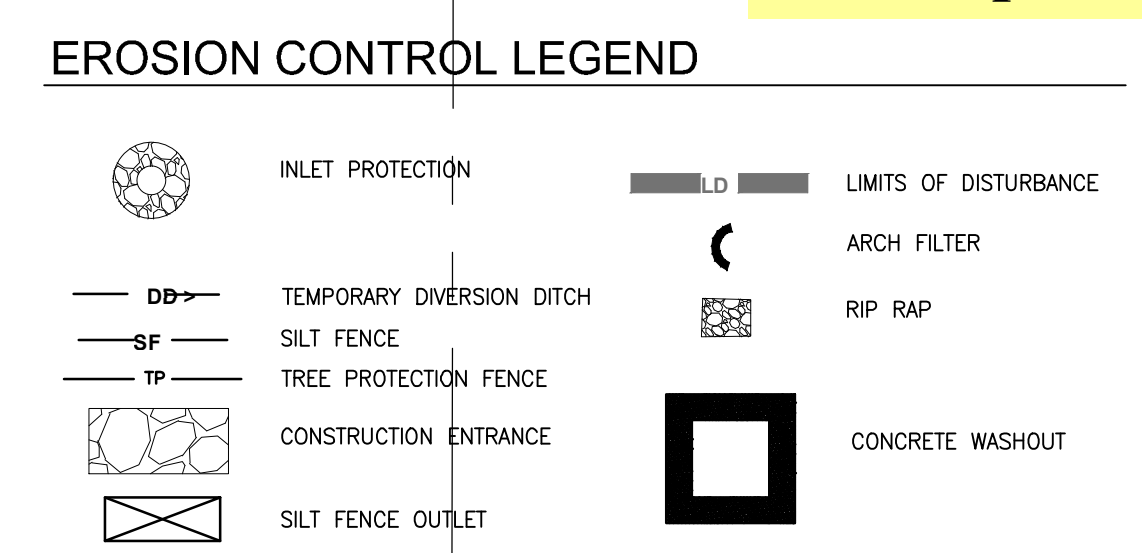 EROSION CONTROL LEGEND
INLET PROTECTION
DD > TEMPORARY DIVERSION DITCH
SF SILT FENCE
TP TREE PROTECTION FENCE
CONSTRUCTION ENTRANCE
SILT FENCE OUTLET
LD LIMITS OF DISTURBANCE
ARCH FILTER
RIP RAP
CONCRETE WASHOUT